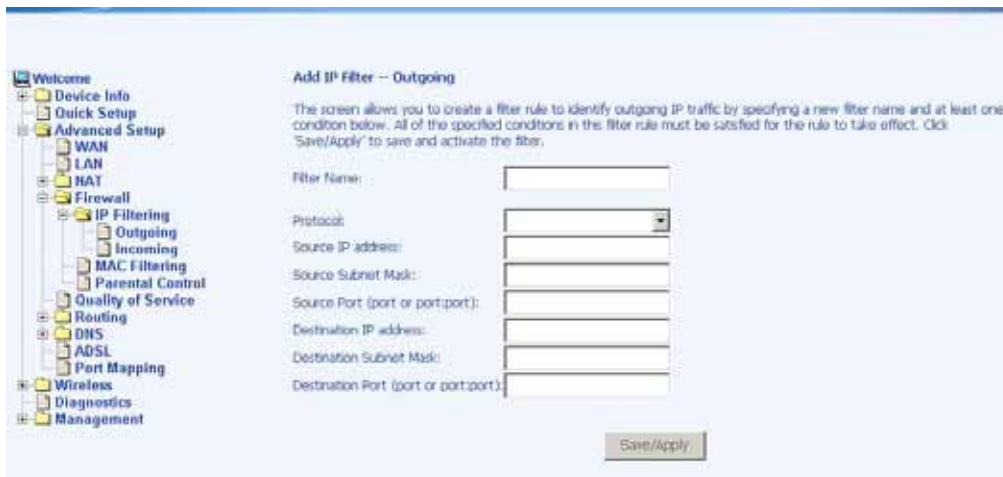 Welcome
Device Info
Quick Setup
Advanced Setup
WAN
LAN
NAT
Firewall
IP Filtering
Outgoing
Incoming
MAC Filtering
Parental Control
Quality of Service
Routing
DNS
ADSL
Port Mapping
Wireless
Diagnostics
Management
Add IP Filter -- Outgoing
The screen allows you to create a filter rule to identify outgoing IP traffic by specifying a new filter name and at least one
condition below. All of the specified conditions in this filter rule must be satisfied for the rule to take effect. Click
'Save/Apply' to save and activate the filter.
Filter Name:
Protocol:
Source IP address:
Source Subnet Mask:
Source Port (port or port:port):
Destination IP address:
Destination Subnet Mask:
Destination Port (port or port:port):
Save/Apply